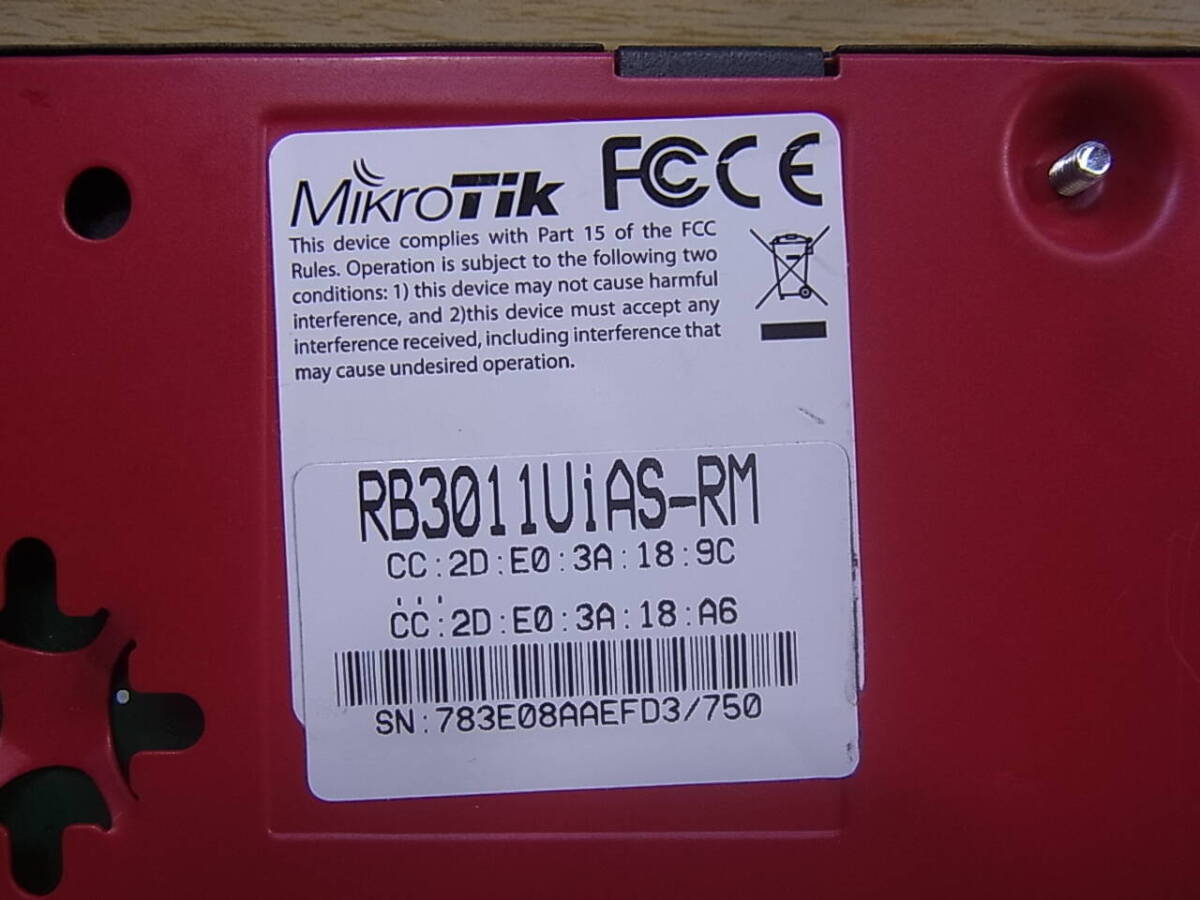 MikroTik FC CE
This device complies with Part 15 of the FCC
Rules. Operation is subject to the following two
conditions: 1) this device may not cause harmful
interference, and 2)this device must accept any
interference received, including interference that
may cause undesired operation.
RB3011UiAS-RM
CC:2D:E0:3A:18:9C
...
CC:2D:E0:3A:18:A6
SN:783E08AAEFD3/750